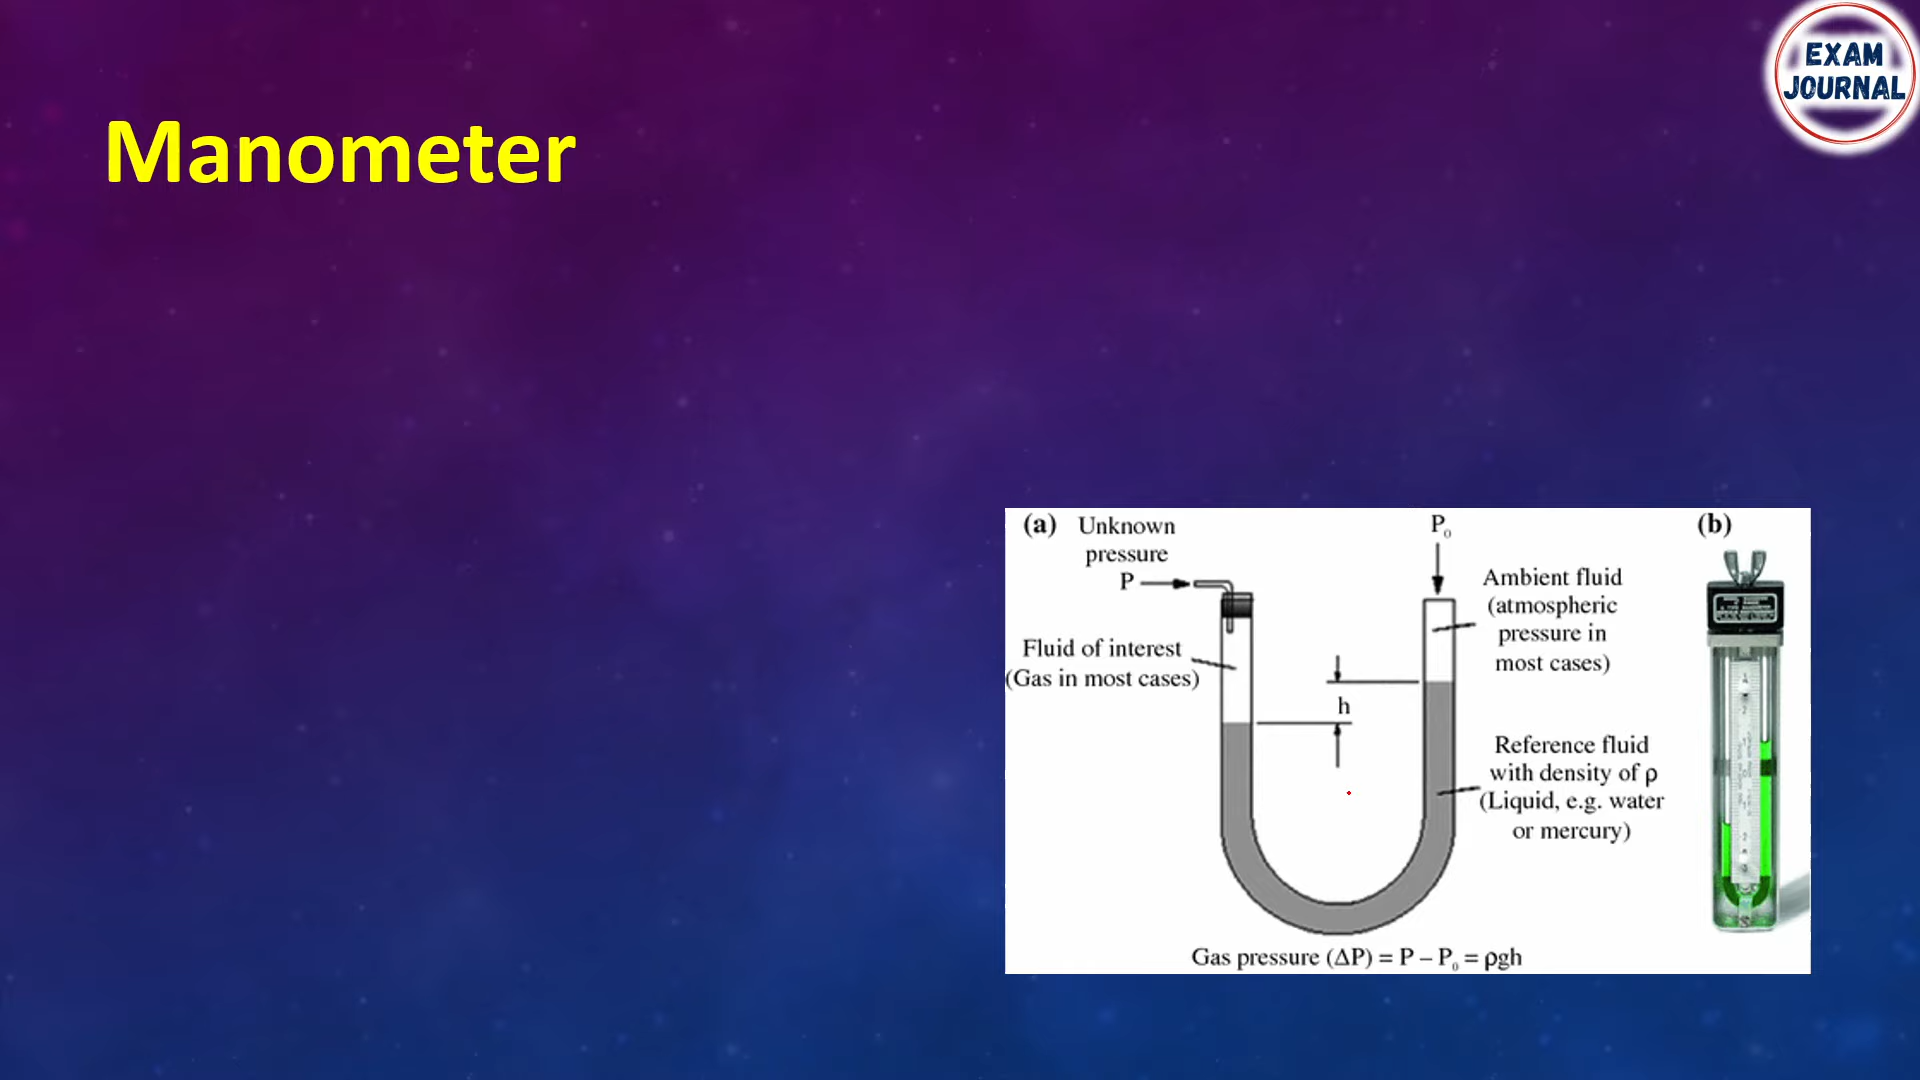 EXAM
JOURNAL
Manometer
(a)
Unknown
pressure
P
P₀
(b)
Ambient fluid
(atmospheric
pressure in
most cases)
Fluid of interest
(Gas in most cases)
h
Reference fluid
with density of ρ
(Liquid, e.g. water
or mercury)
Gas pressure (ΔP) = P – P₀ = ρgh